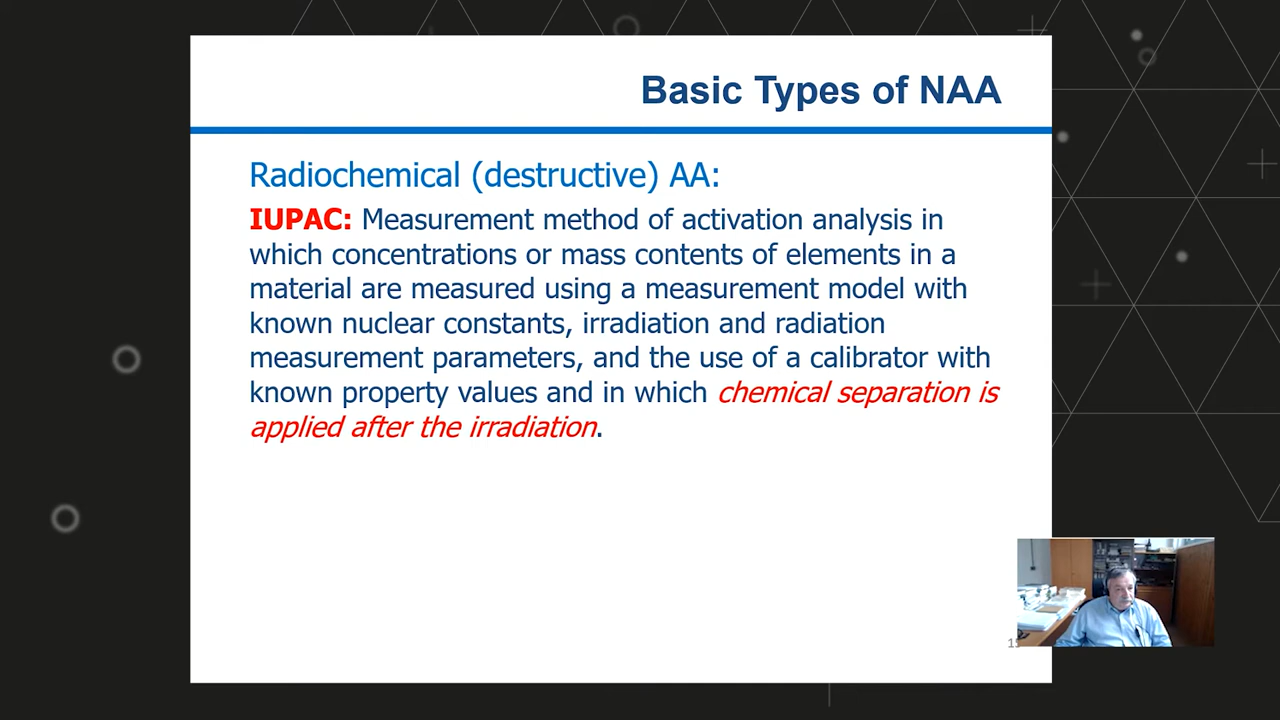 Basic Types of NAA
Radiochemical (destructive) AA:
IUPAC: Measurement method of activation analysis in
which concentrations or mass contents of elements in a
material are measured using a measurement model with
known nuclear constants, irradiation and radiation
measurement parameters, and the use of a calibrator with
known property values and in which chemical separation is
applied after the irradiation.